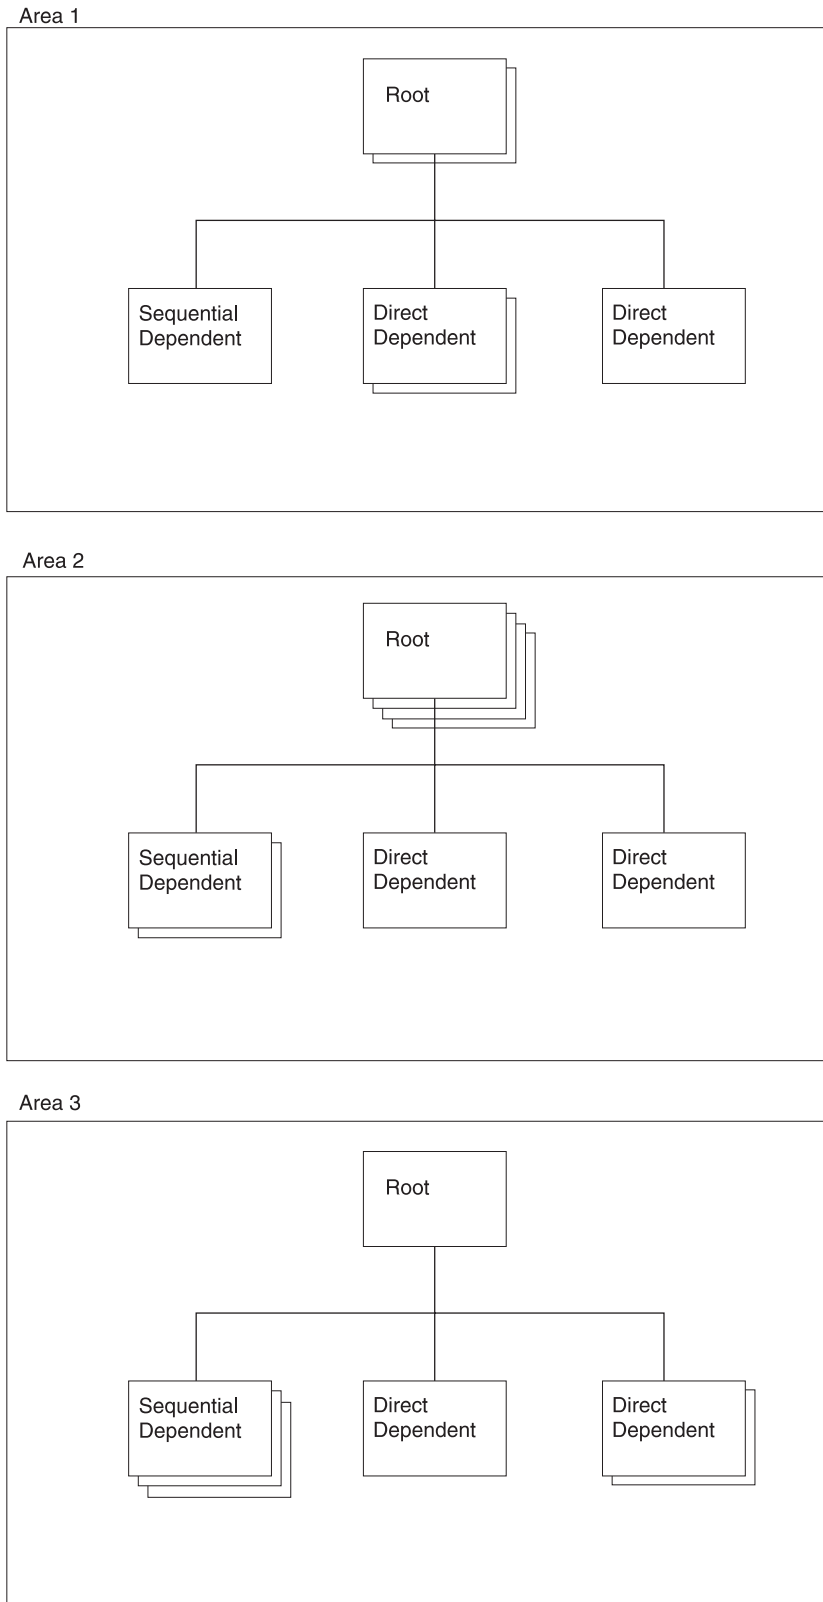 Area 1
Root
Sequential
Dependent
Direct
Dependent
Direct
Dependent
Area 2
Root
Sequential
Dependent
Direct
Dependent
Direct
Dependent
Area 3
Root
Sequential
Dependent
Direct
Dependent
Direct
Dependent